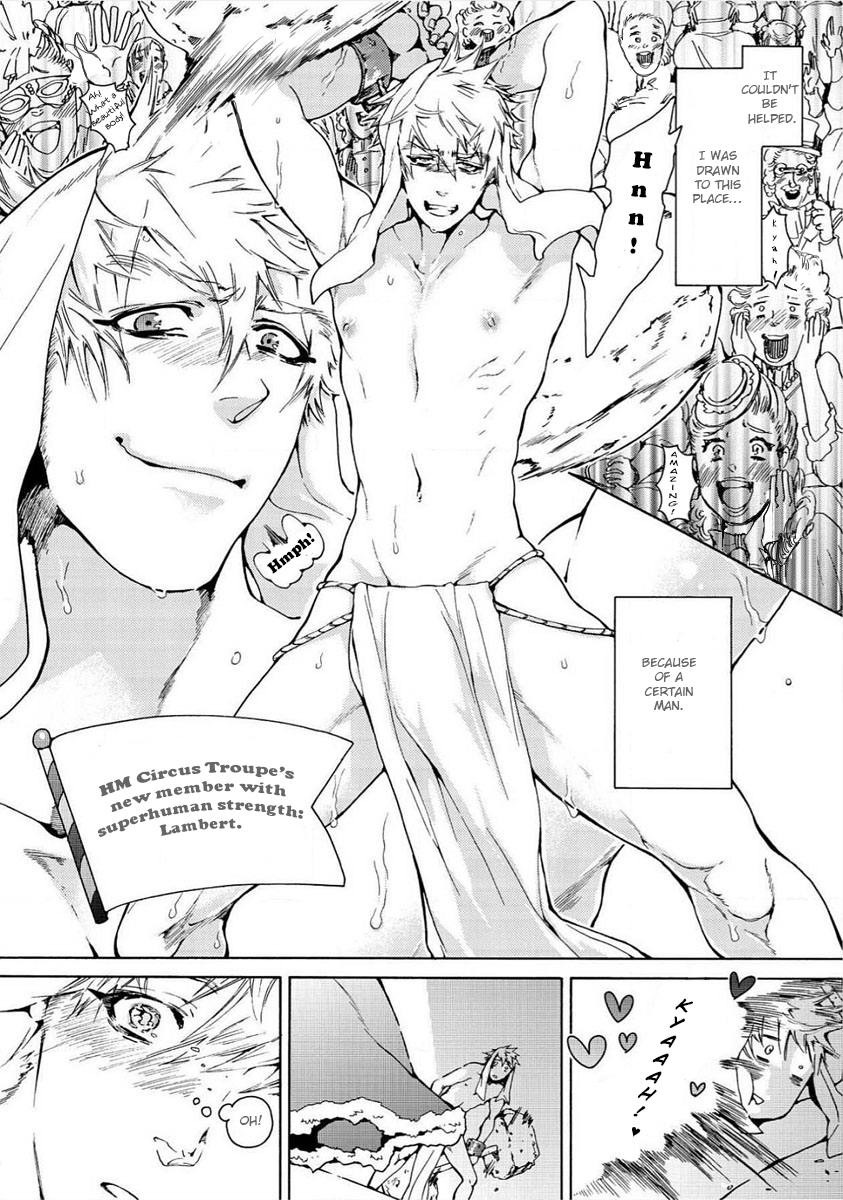 IT
COULDN'T
BE
HELPED.
I WAS
DRAWN
TO THIS
PLACE...
Hnn!
Kyah!
Ah!
What a
Beautiful
Body!
AMAZING!
Hmph!
BECAUSE
OF A
CERTAIN
MAN.
HM Circus Troupe's
new member with
superhuman strength:
Lambert.
KYAAAH!♥
OH!